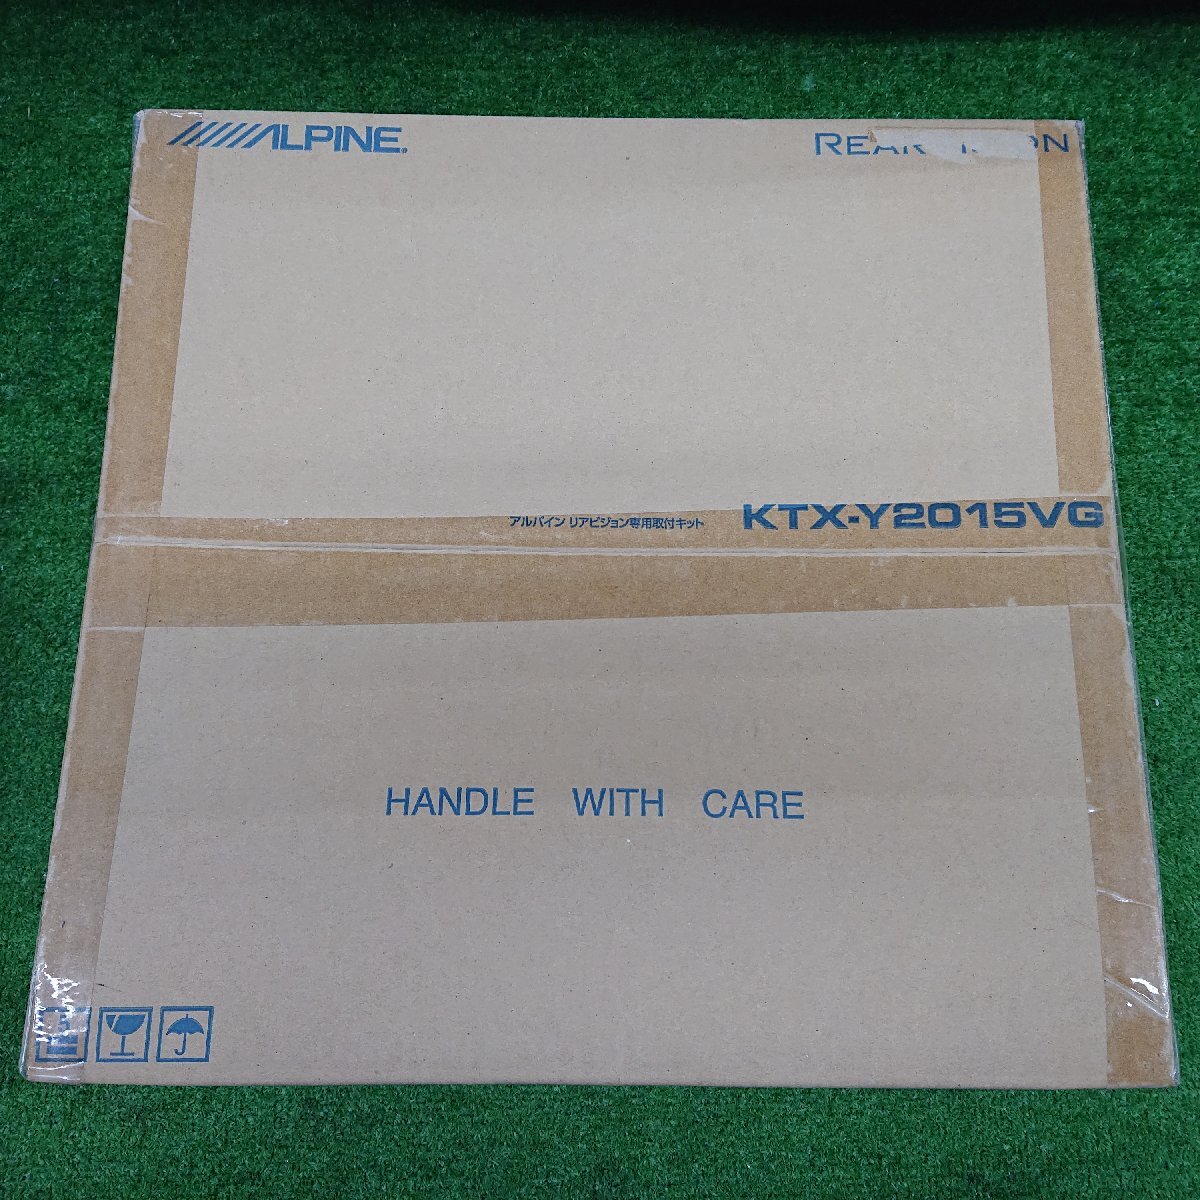 ALPINE
REAR
アルパイン リアビジョン専用取付キット KTX-Y2015VG
HANDLE WITH CARE